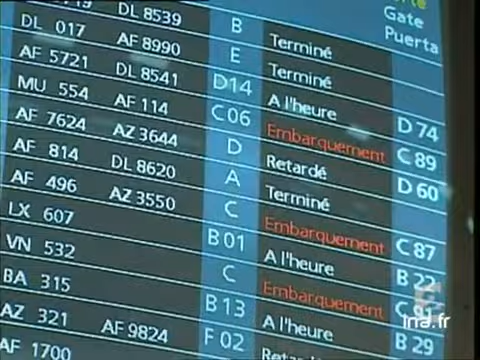 Gate
Puerta
DL 8539 B Terminé
DL 017 AF 8990 E Terminé
AF 5721 DL 8541 D14 A l'heure D 74
MU 554 AF 114 C06 Embarquement C 89
AF 7624 AZ 3644 D Retardé D 60
AF 814 DL 8620 A Terminé
AF 496 AZ 3550 C Embarquement C 87
LX 607 B01 A l'heure B 22
VN 532 C Embarquement
BA 315 B13 A l'heure B 29
AZ 321 AF 9824 F 02 Retardé
AF 1700
ina.fr